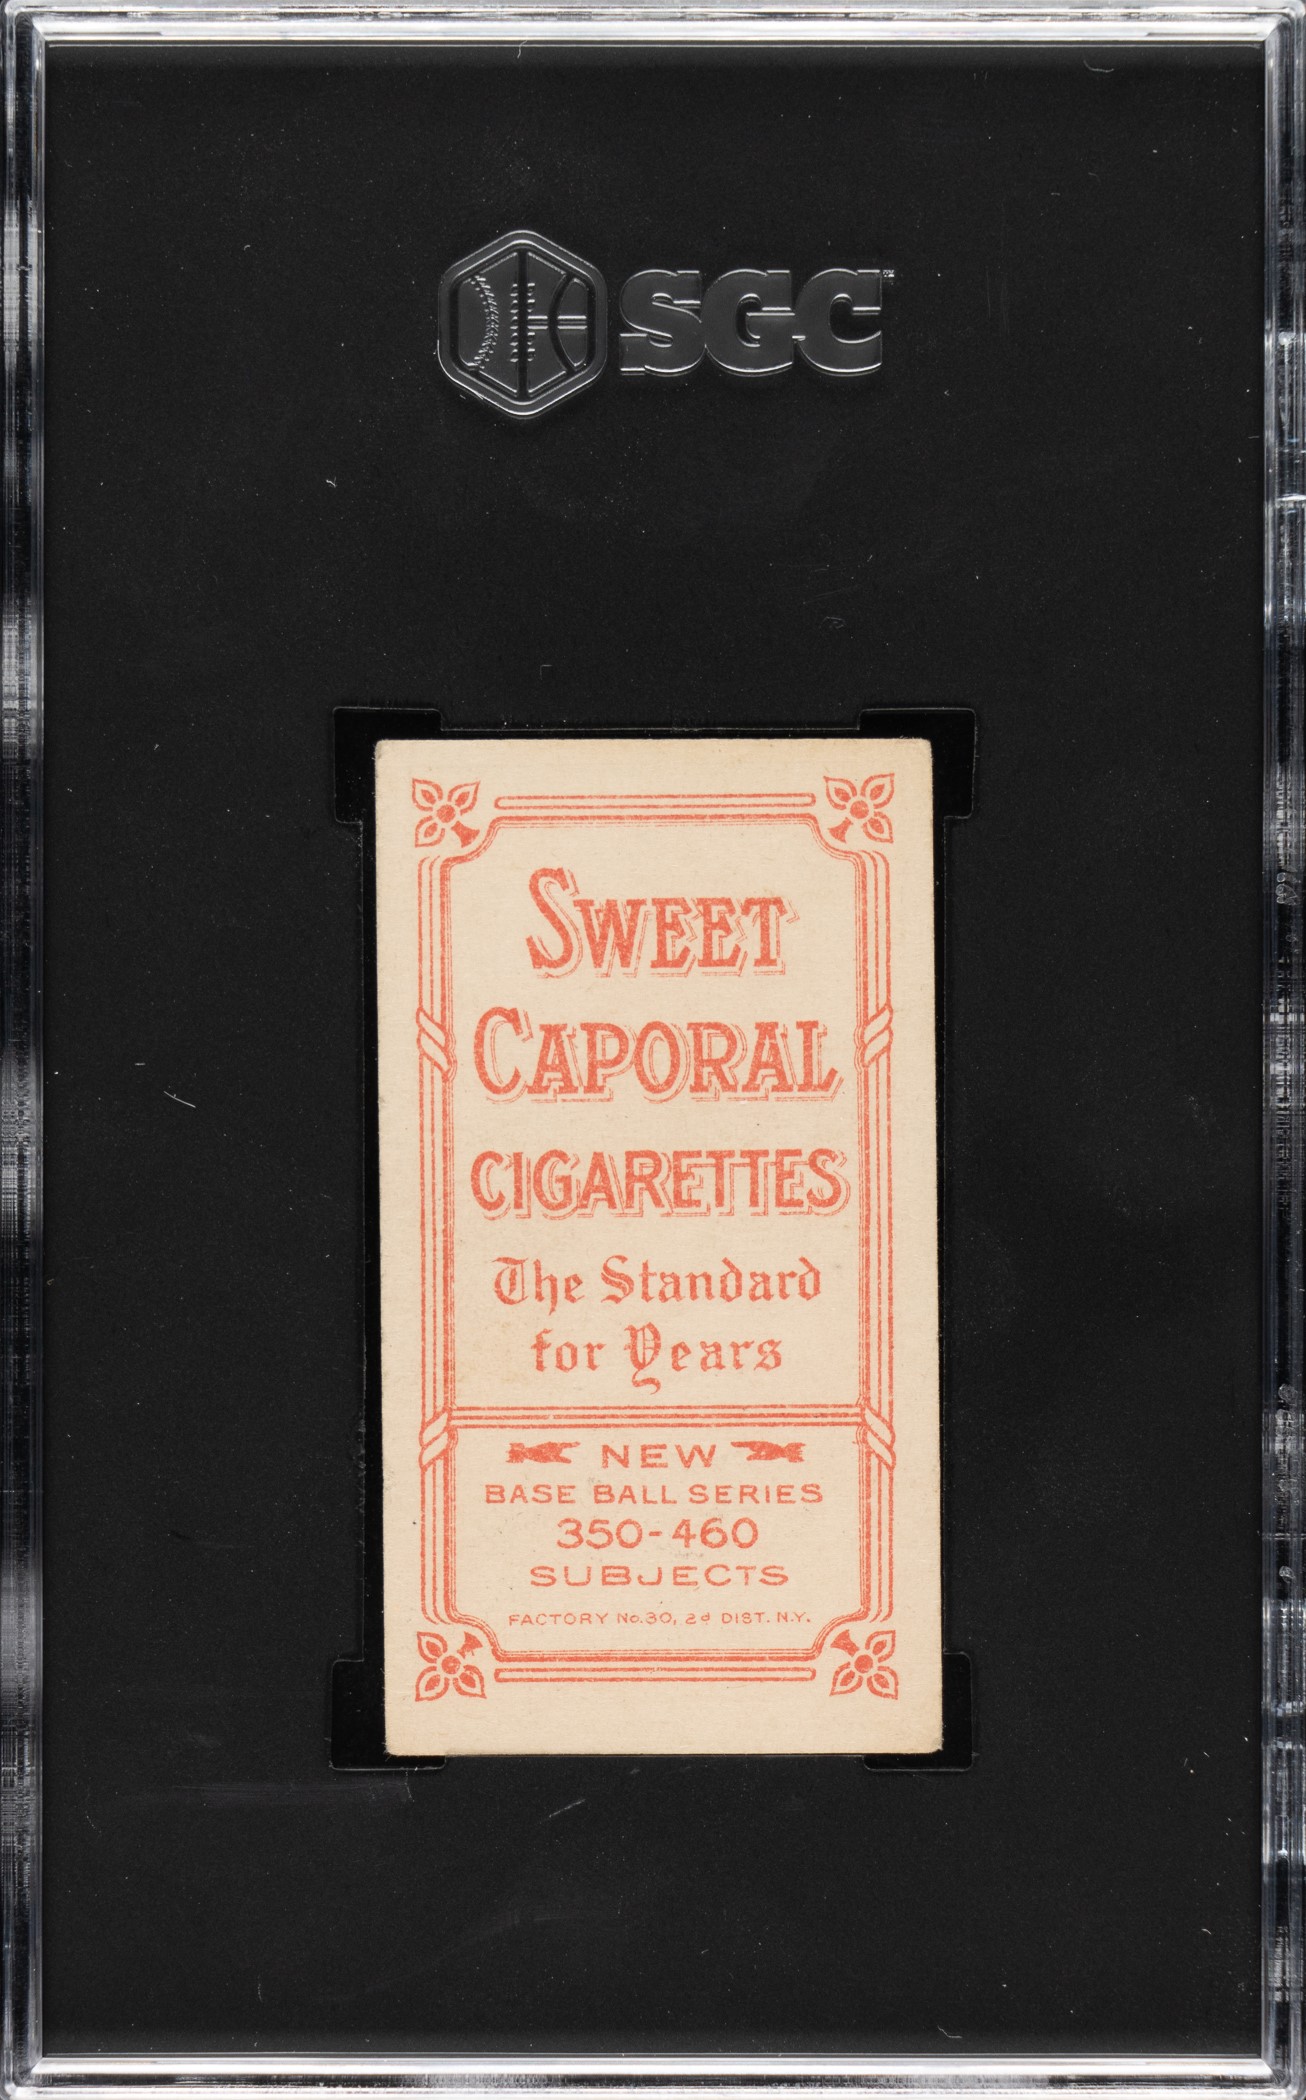 SGC™
SWEET
CAPORAL
CIGARETTES
The Standard
for Years
NEW
BASE BALL SERIES
350-460
SUBJECTS
FACTORY No. 30, 2d DIST. N.Y.